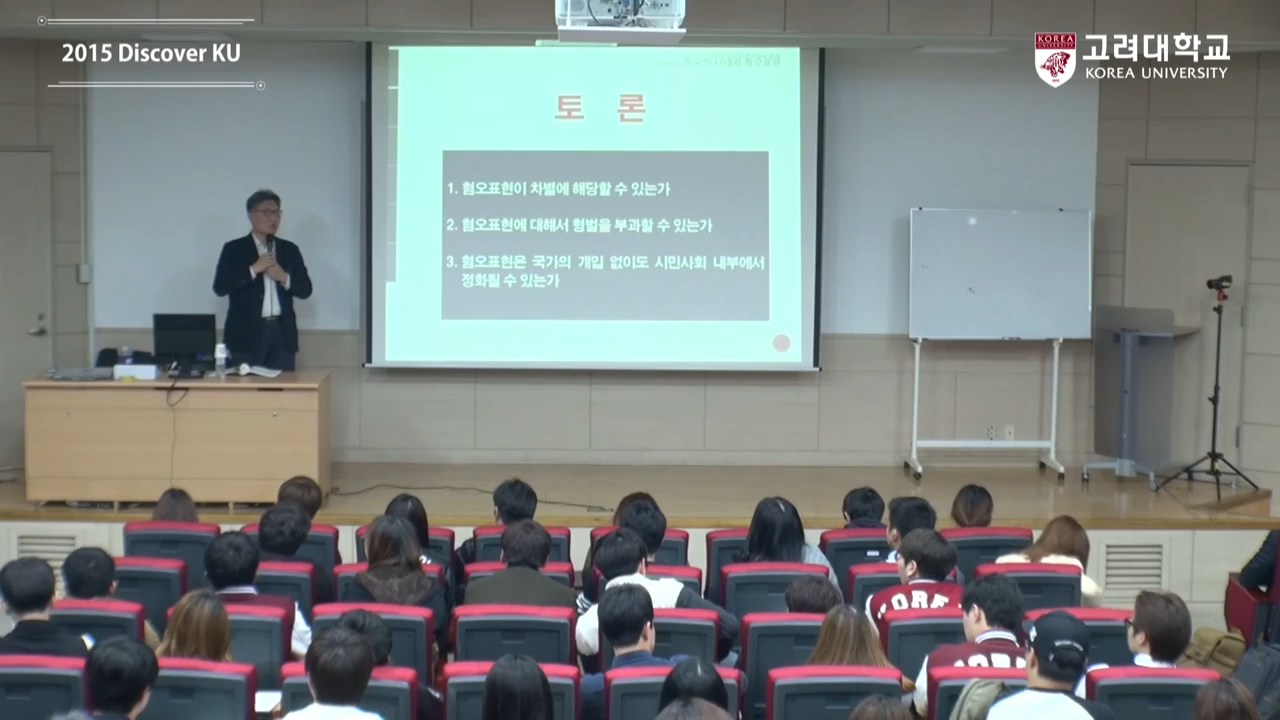 2015 Discover KU
KOREA
고려대학교
KOREA UNIVERSITY
토 론
1. 혐오표현이 차별에 해당할 수 있는가
2. 혐오표현에 대해서 형벌을 부과할 수 있는가
3. 혐오표현은 국가의 개입 없이도 시민사회 내부에서
정화될 수 있는가
KORE
KOREA